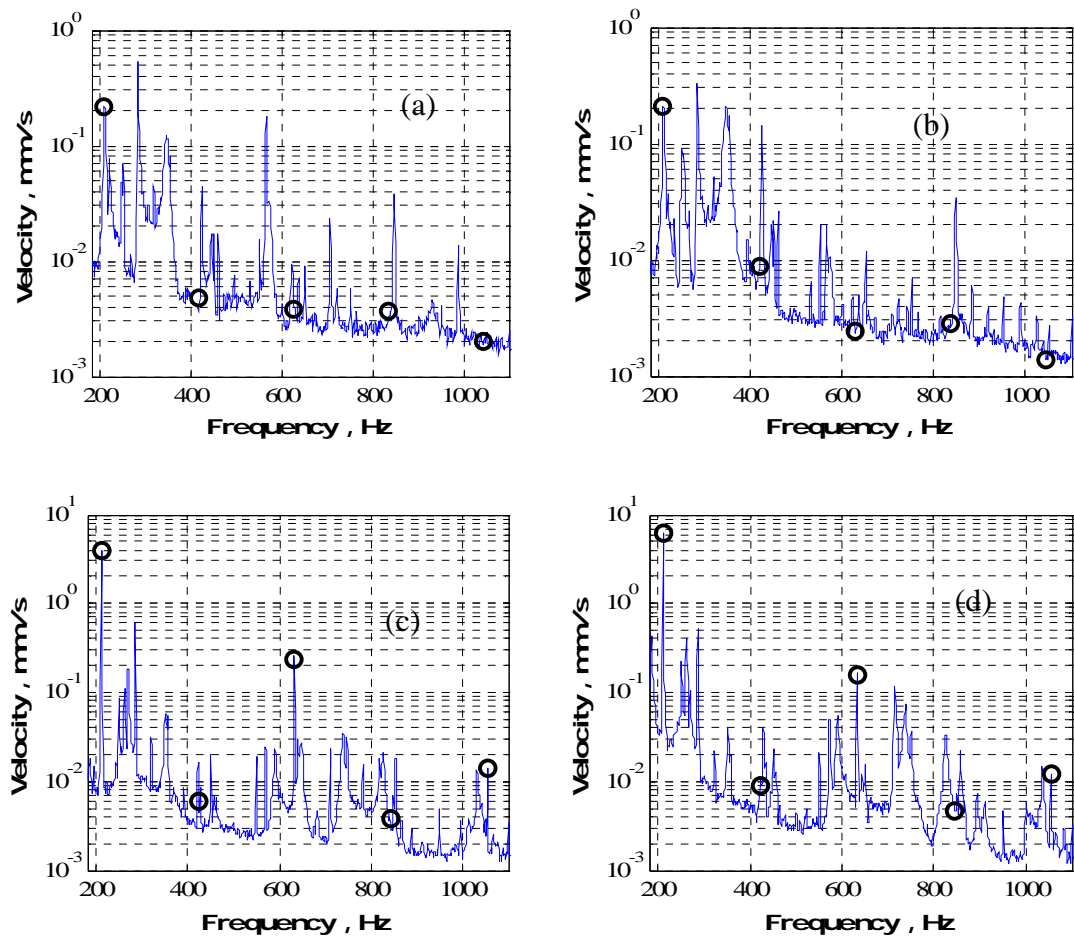 10^0
10^-1
10^-2
10^-3
Velocity , mm/s
(a)
200 400 600 800 1000
Frequency , Hz
10^0
10^-1
10^-2
10^-3
Velocity , mm/s
(b)
200 400 600 800 1000
Frequency , Hz
10^1
10^0
10^-1
10^-2
10^-3
Velocity , mm/s
(c)
200 400 600 800 1000
Frequency , Hz
10^1
10^0
10^-1
10^-2
10^-3
Velocity , mm/s
(d)
200 400 600 800 1000
Frequency , Hz